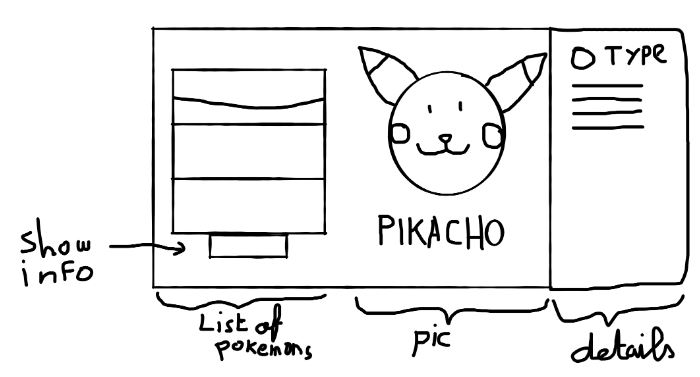 TYPE
PIKACHO
Show
info
List of
pokemons
pic
details